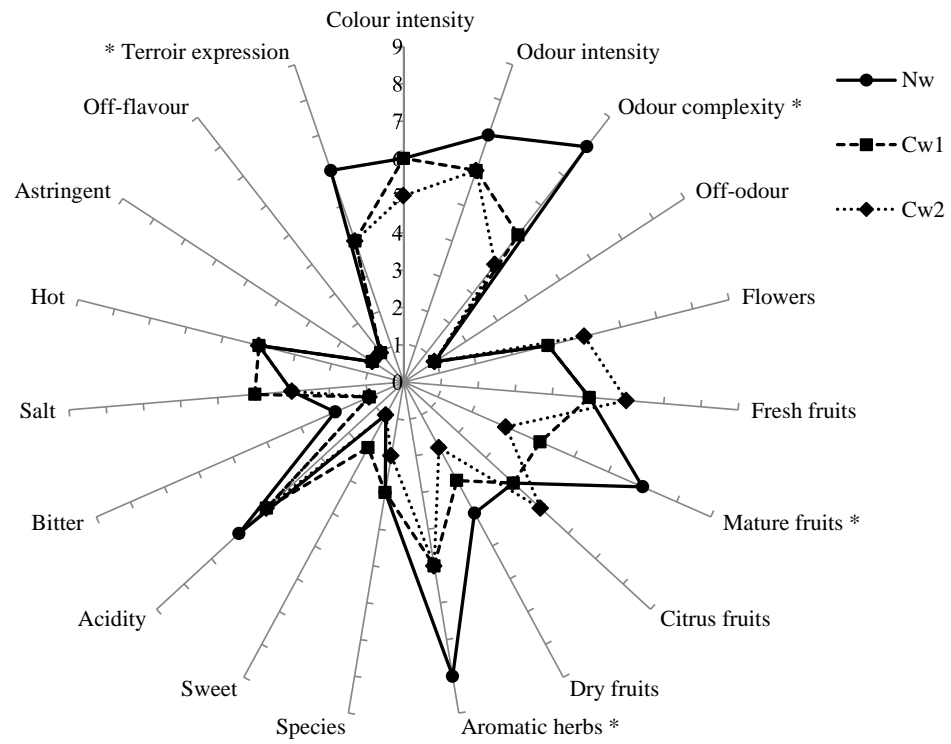 Colour intensity
* Terroir expression
Odour intensity
Off-flavour
Odour complexity *
Astringent
Off-odour
Hot
Flowers
Salt
Fresh fruits
Bitter
Mature fruits *
Acidity
Citrus fruits
Sweet
Dry fruits
Species
Aromatic herbs *
9
8
7
6
5
4
3
2
1
0
Nw
Cw1
Cw2